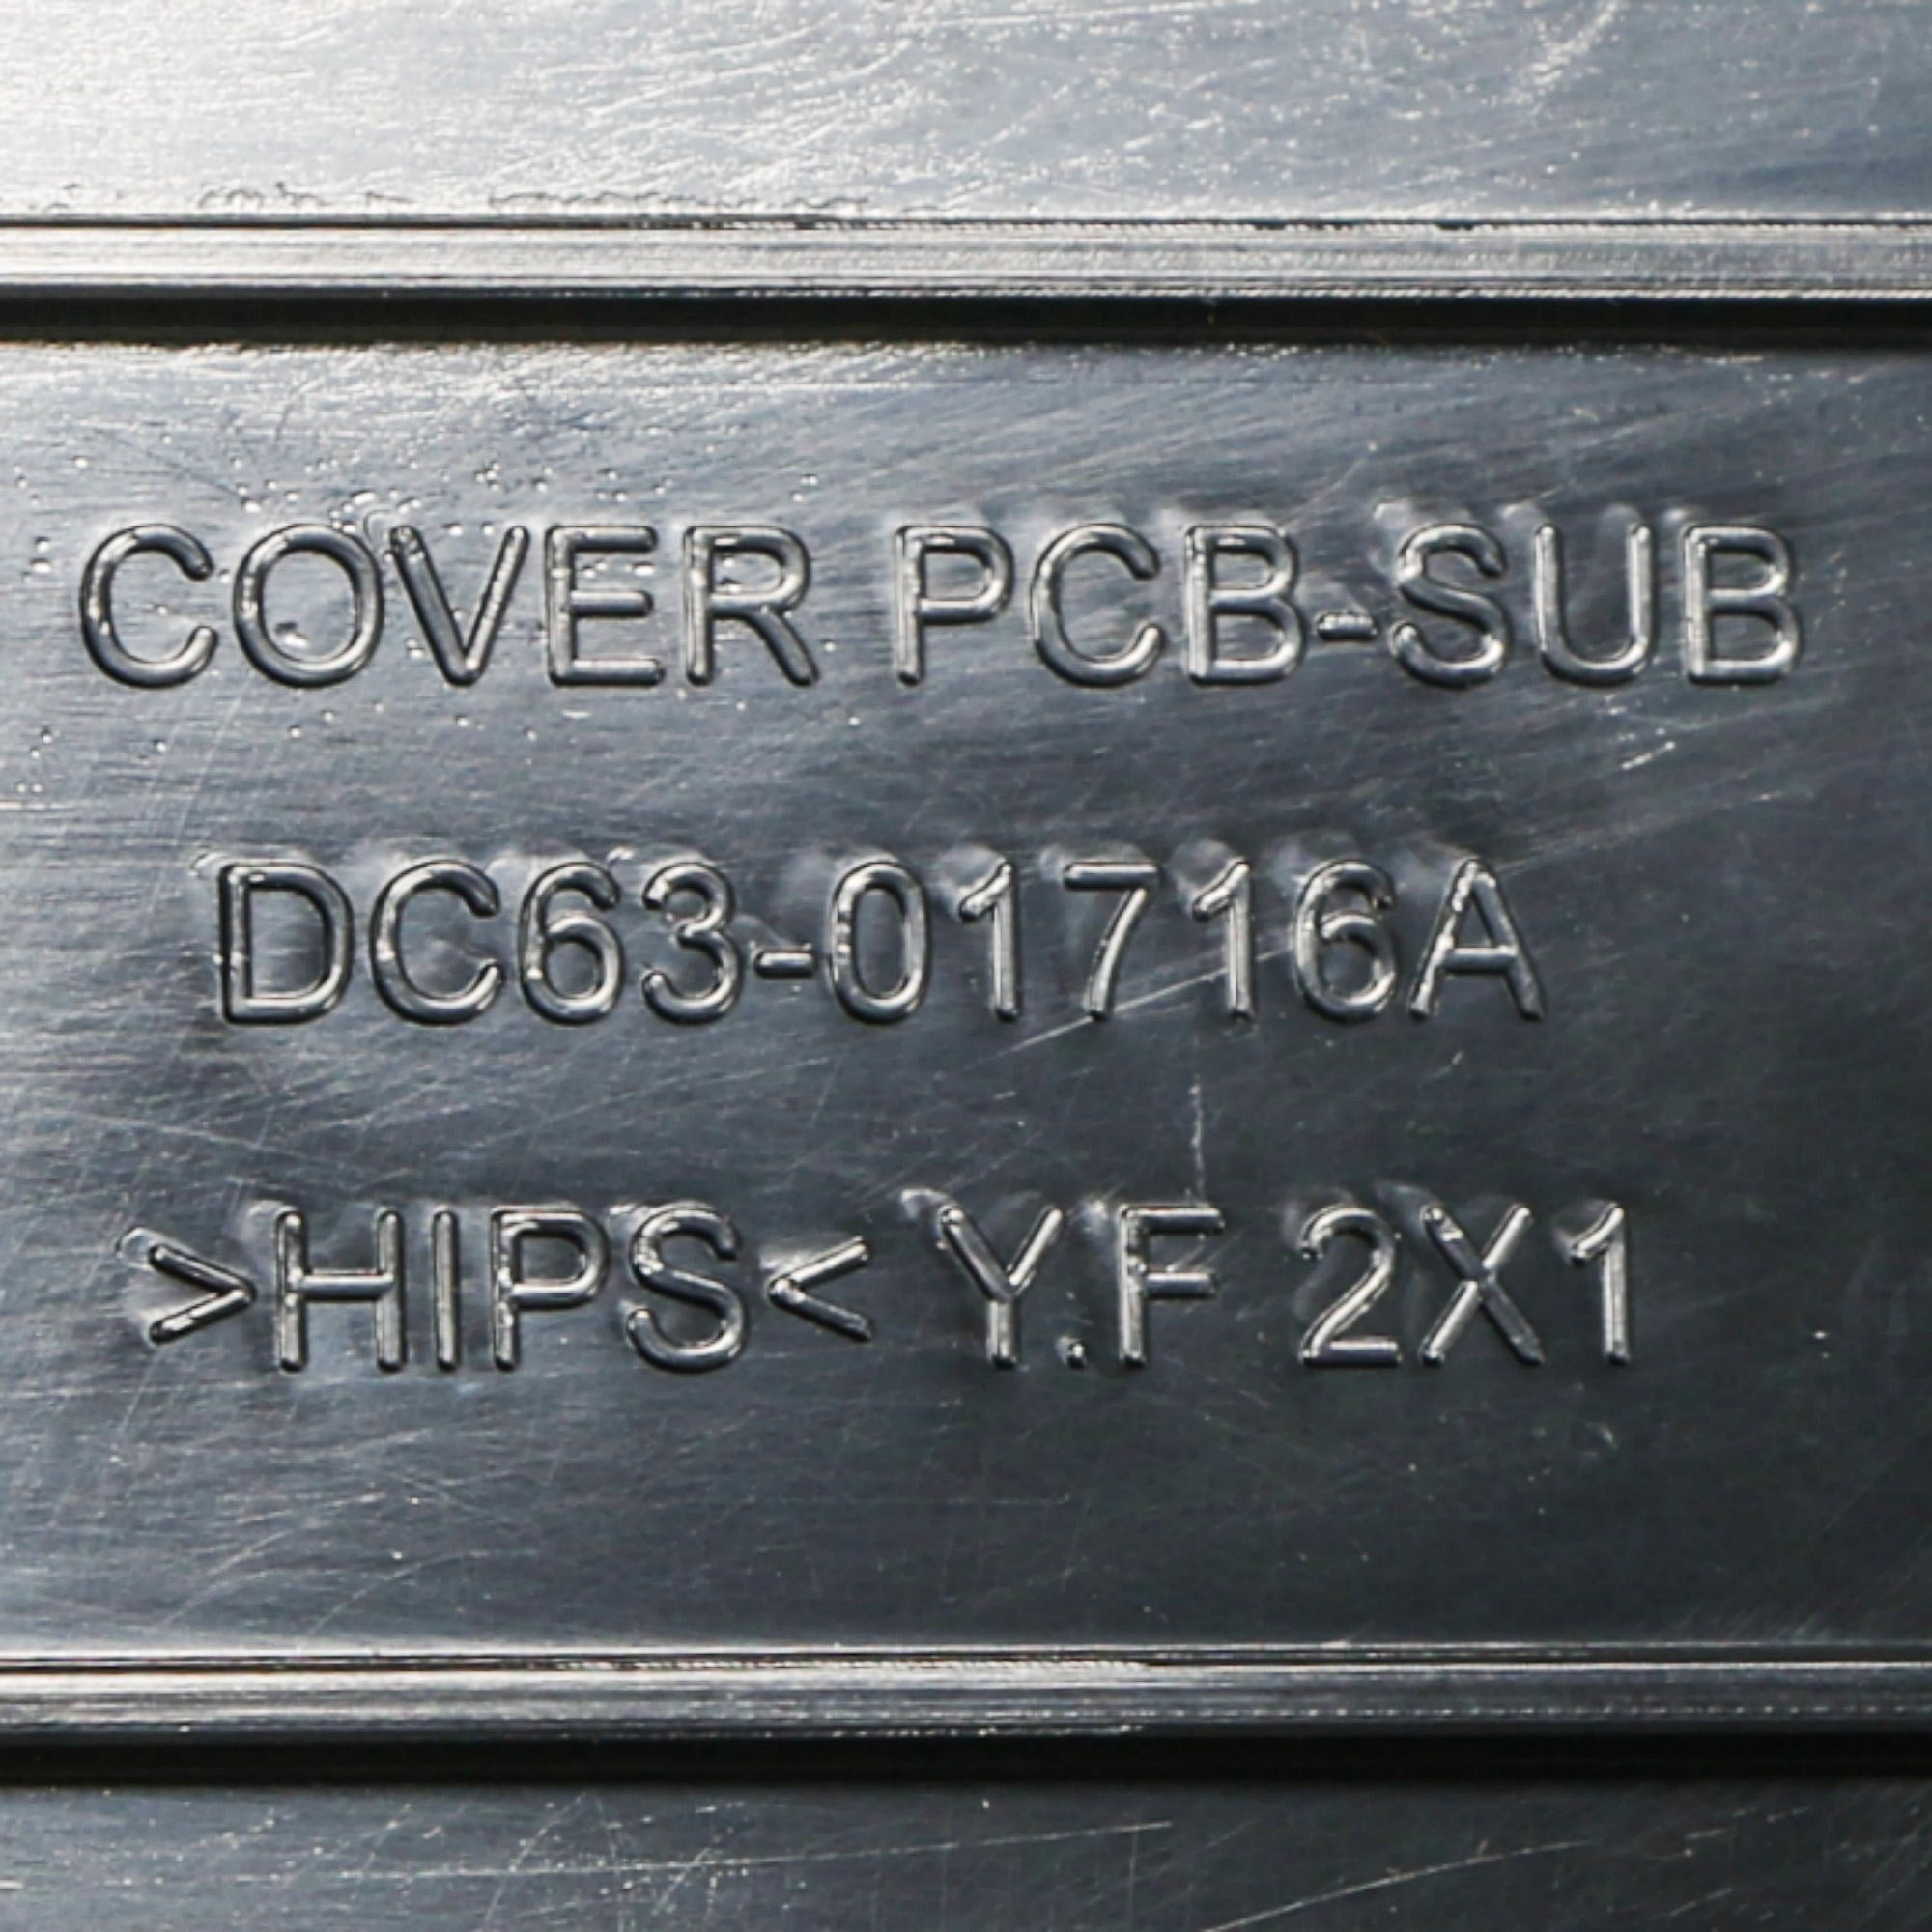 COVER PCB-SUB
DC63-01716A
>HIPS< Y.F 2X1